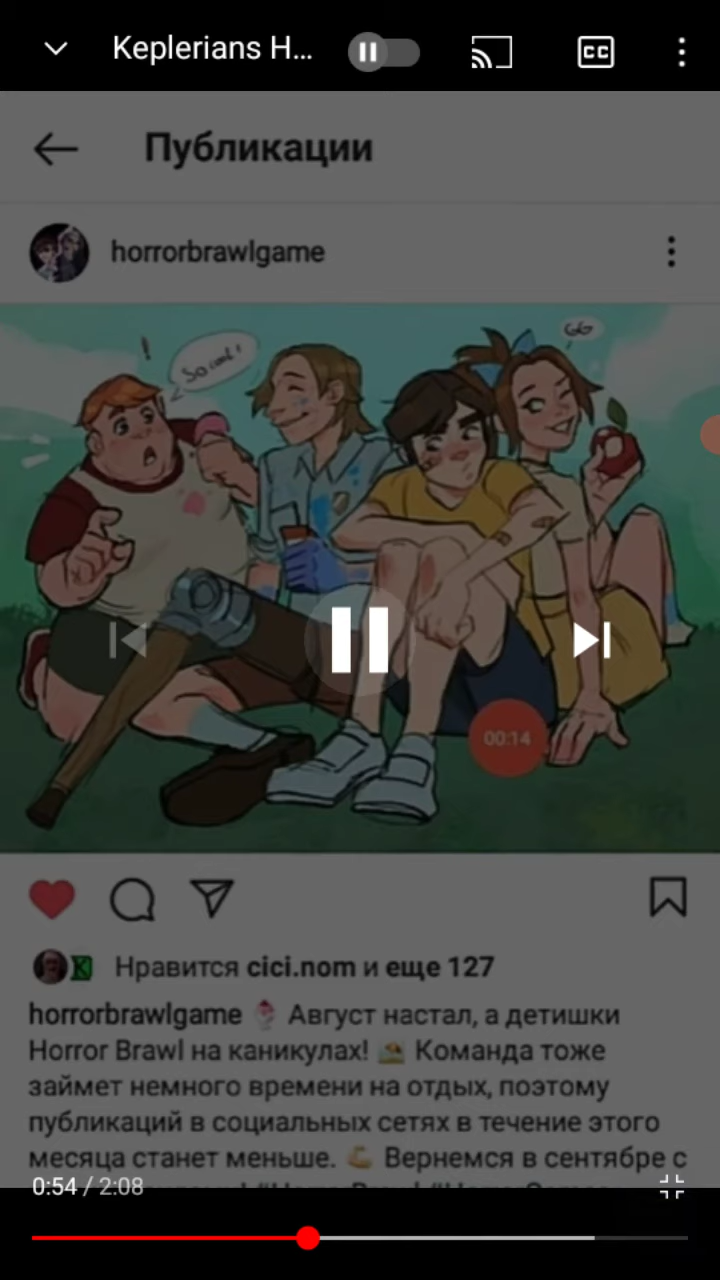 Keplerians H...
CC
Публикации
horrorbrawlgame
So cool!
GG
00:14
Нравится cici.nom и еще 127
horrorbrawlgame 🍧 Август настал, а детишки
Horror Brawl на каникулах! 🏖 Команда тоже
займет немного времени на отдых, поэтому
публикаций в социальных сетях в течение этого
месяца станет меньше. 💪 Вернемся в сентябре с
0:54 / 2:08